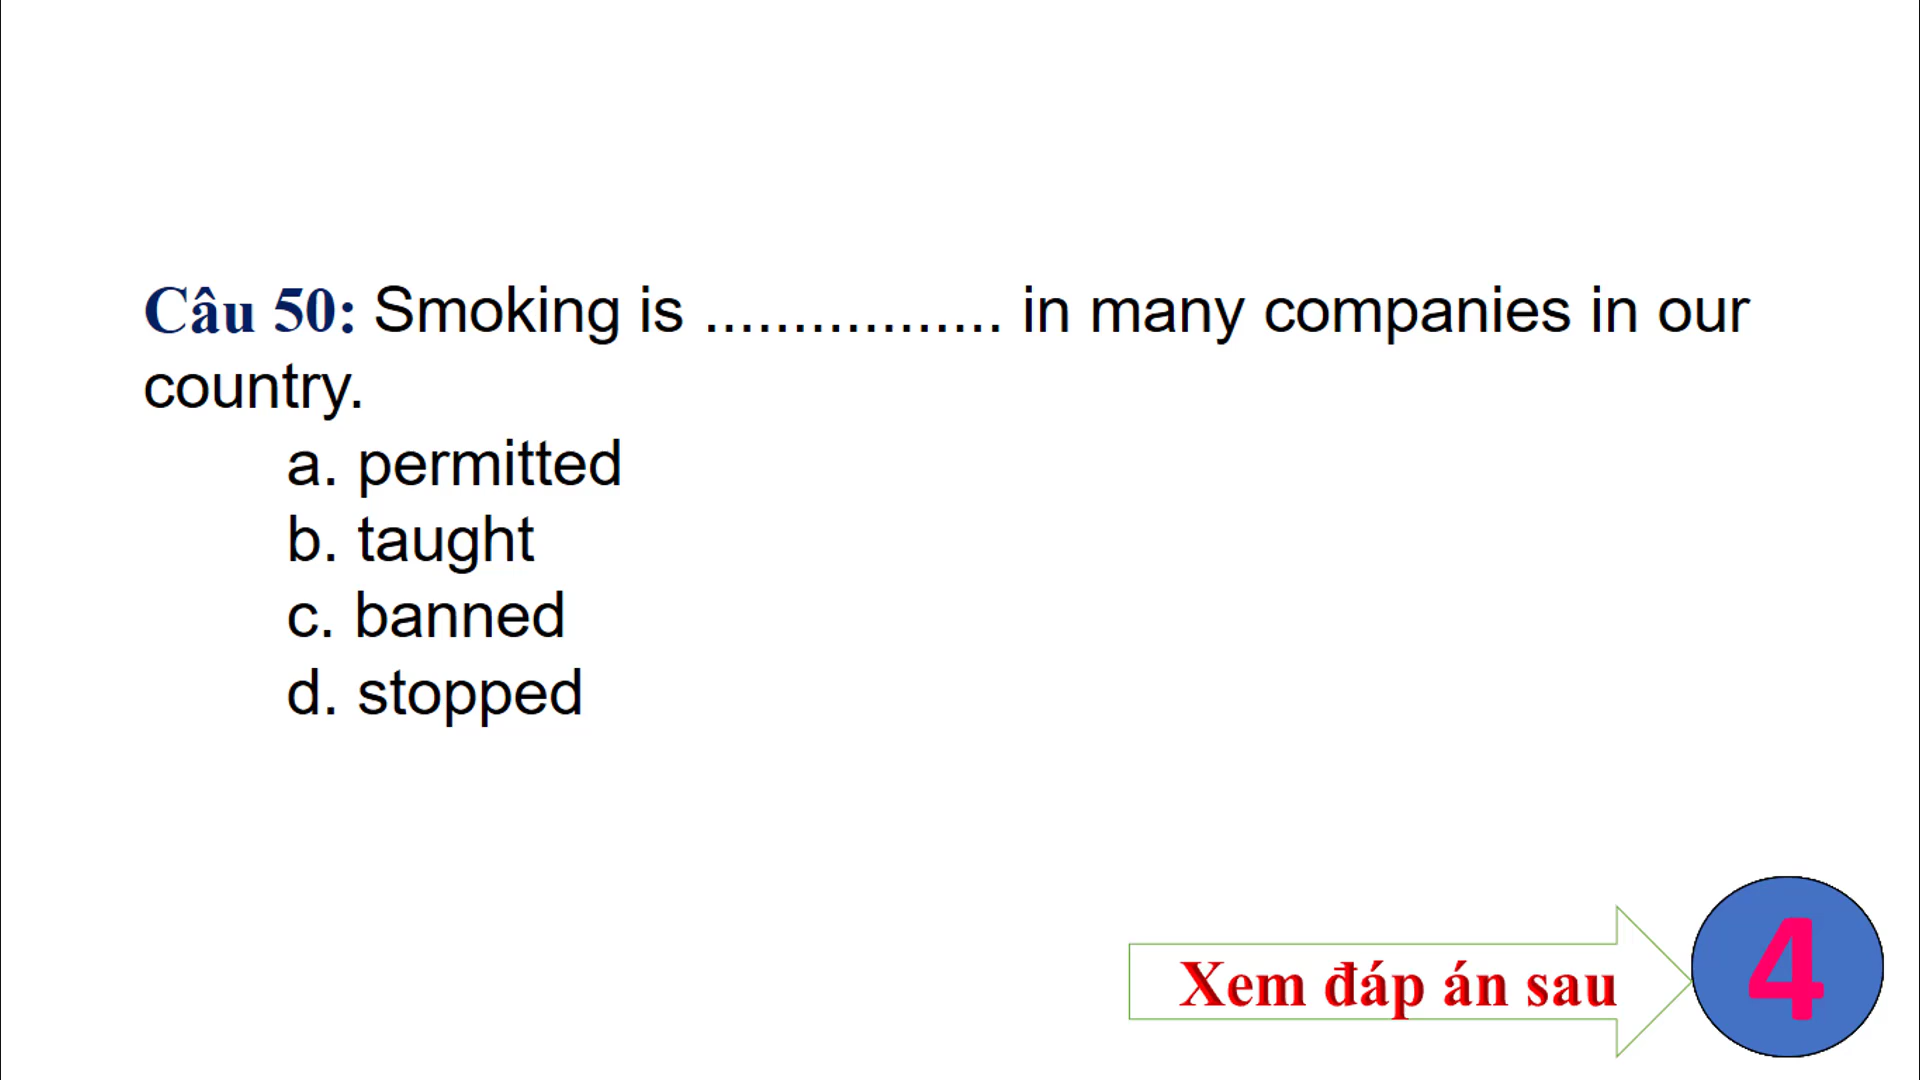 Câu 50: Smoking is ................. in many companies in our
country.
a. permitted
b. taught
c. banned
d. stopped
Xem đáp án sau
4